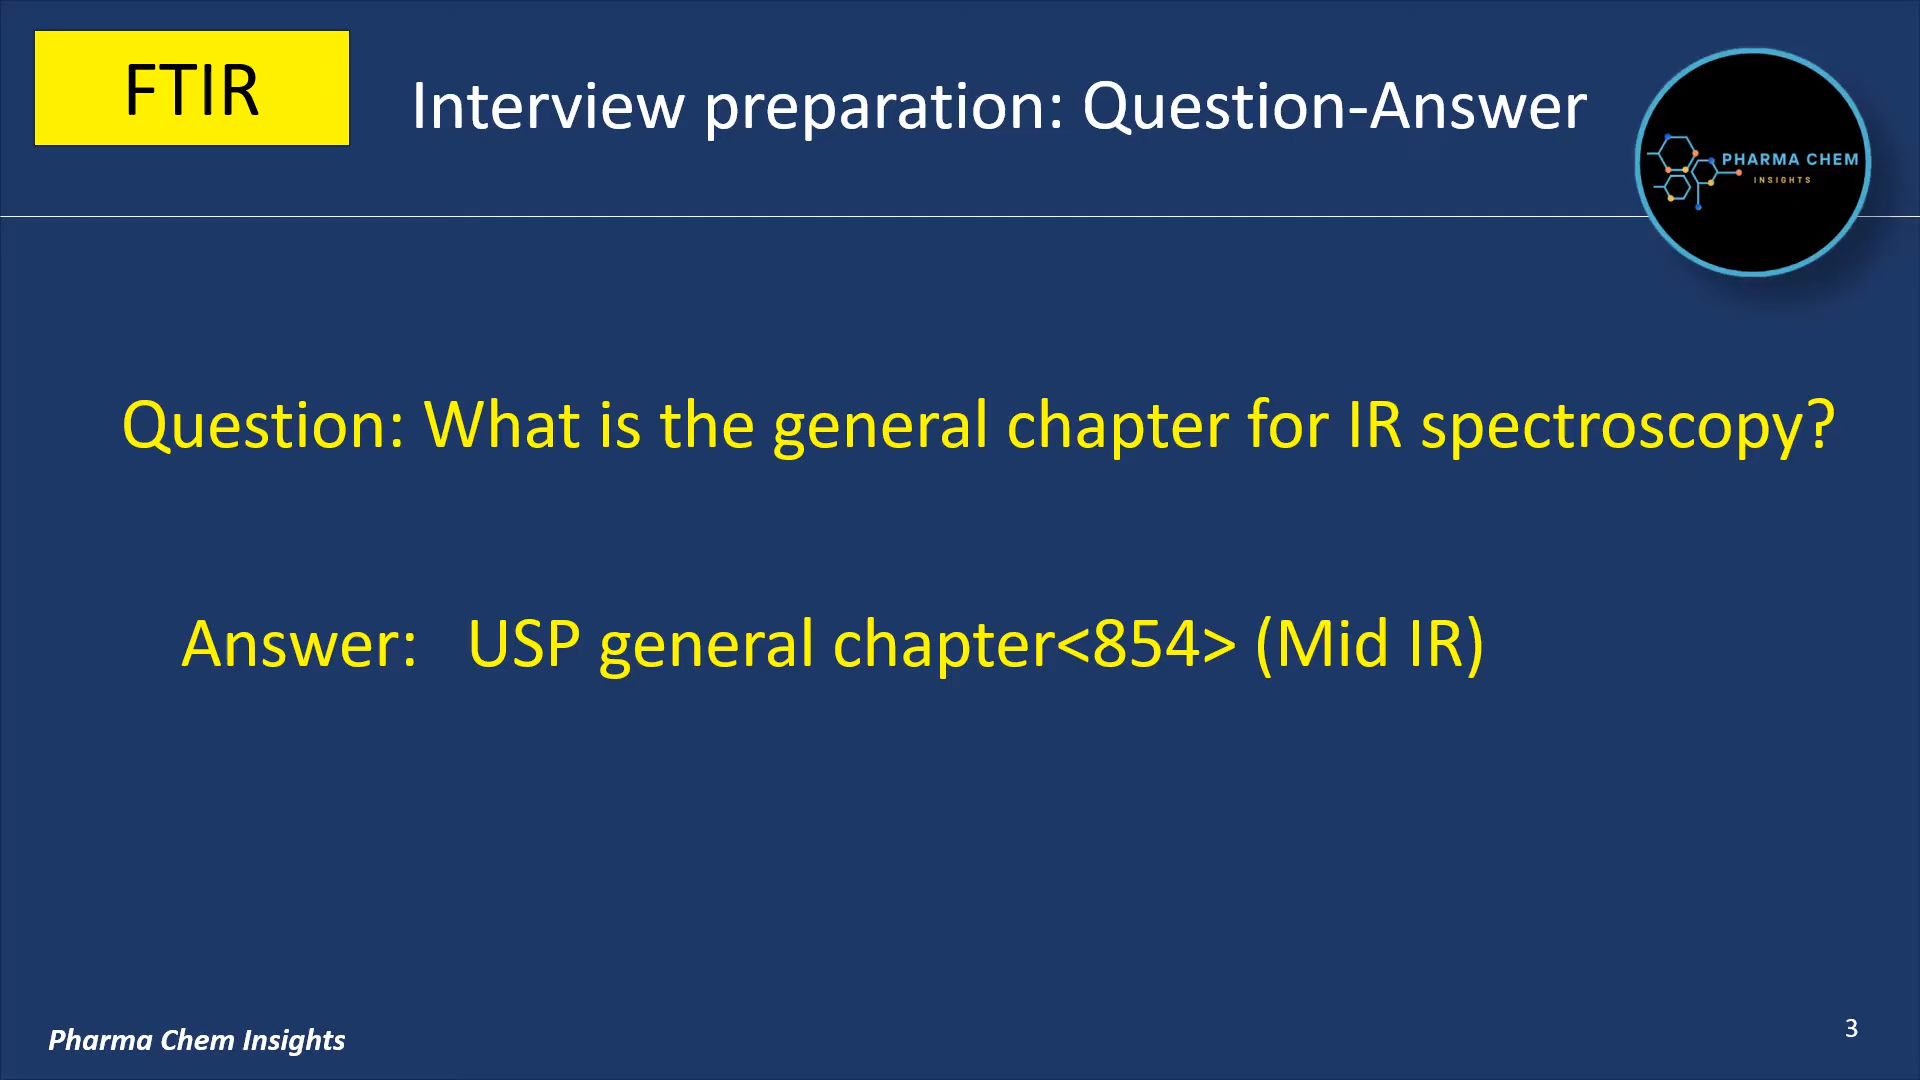 FTIR
Interview preparation: Question-Answer
PHARMA CHEM
INSIGHTS
Question: What is the general chapter for IR spectroscopy?
Answer: USP general chapter<854> (Mid IR)
Pharma Chem Insights
3